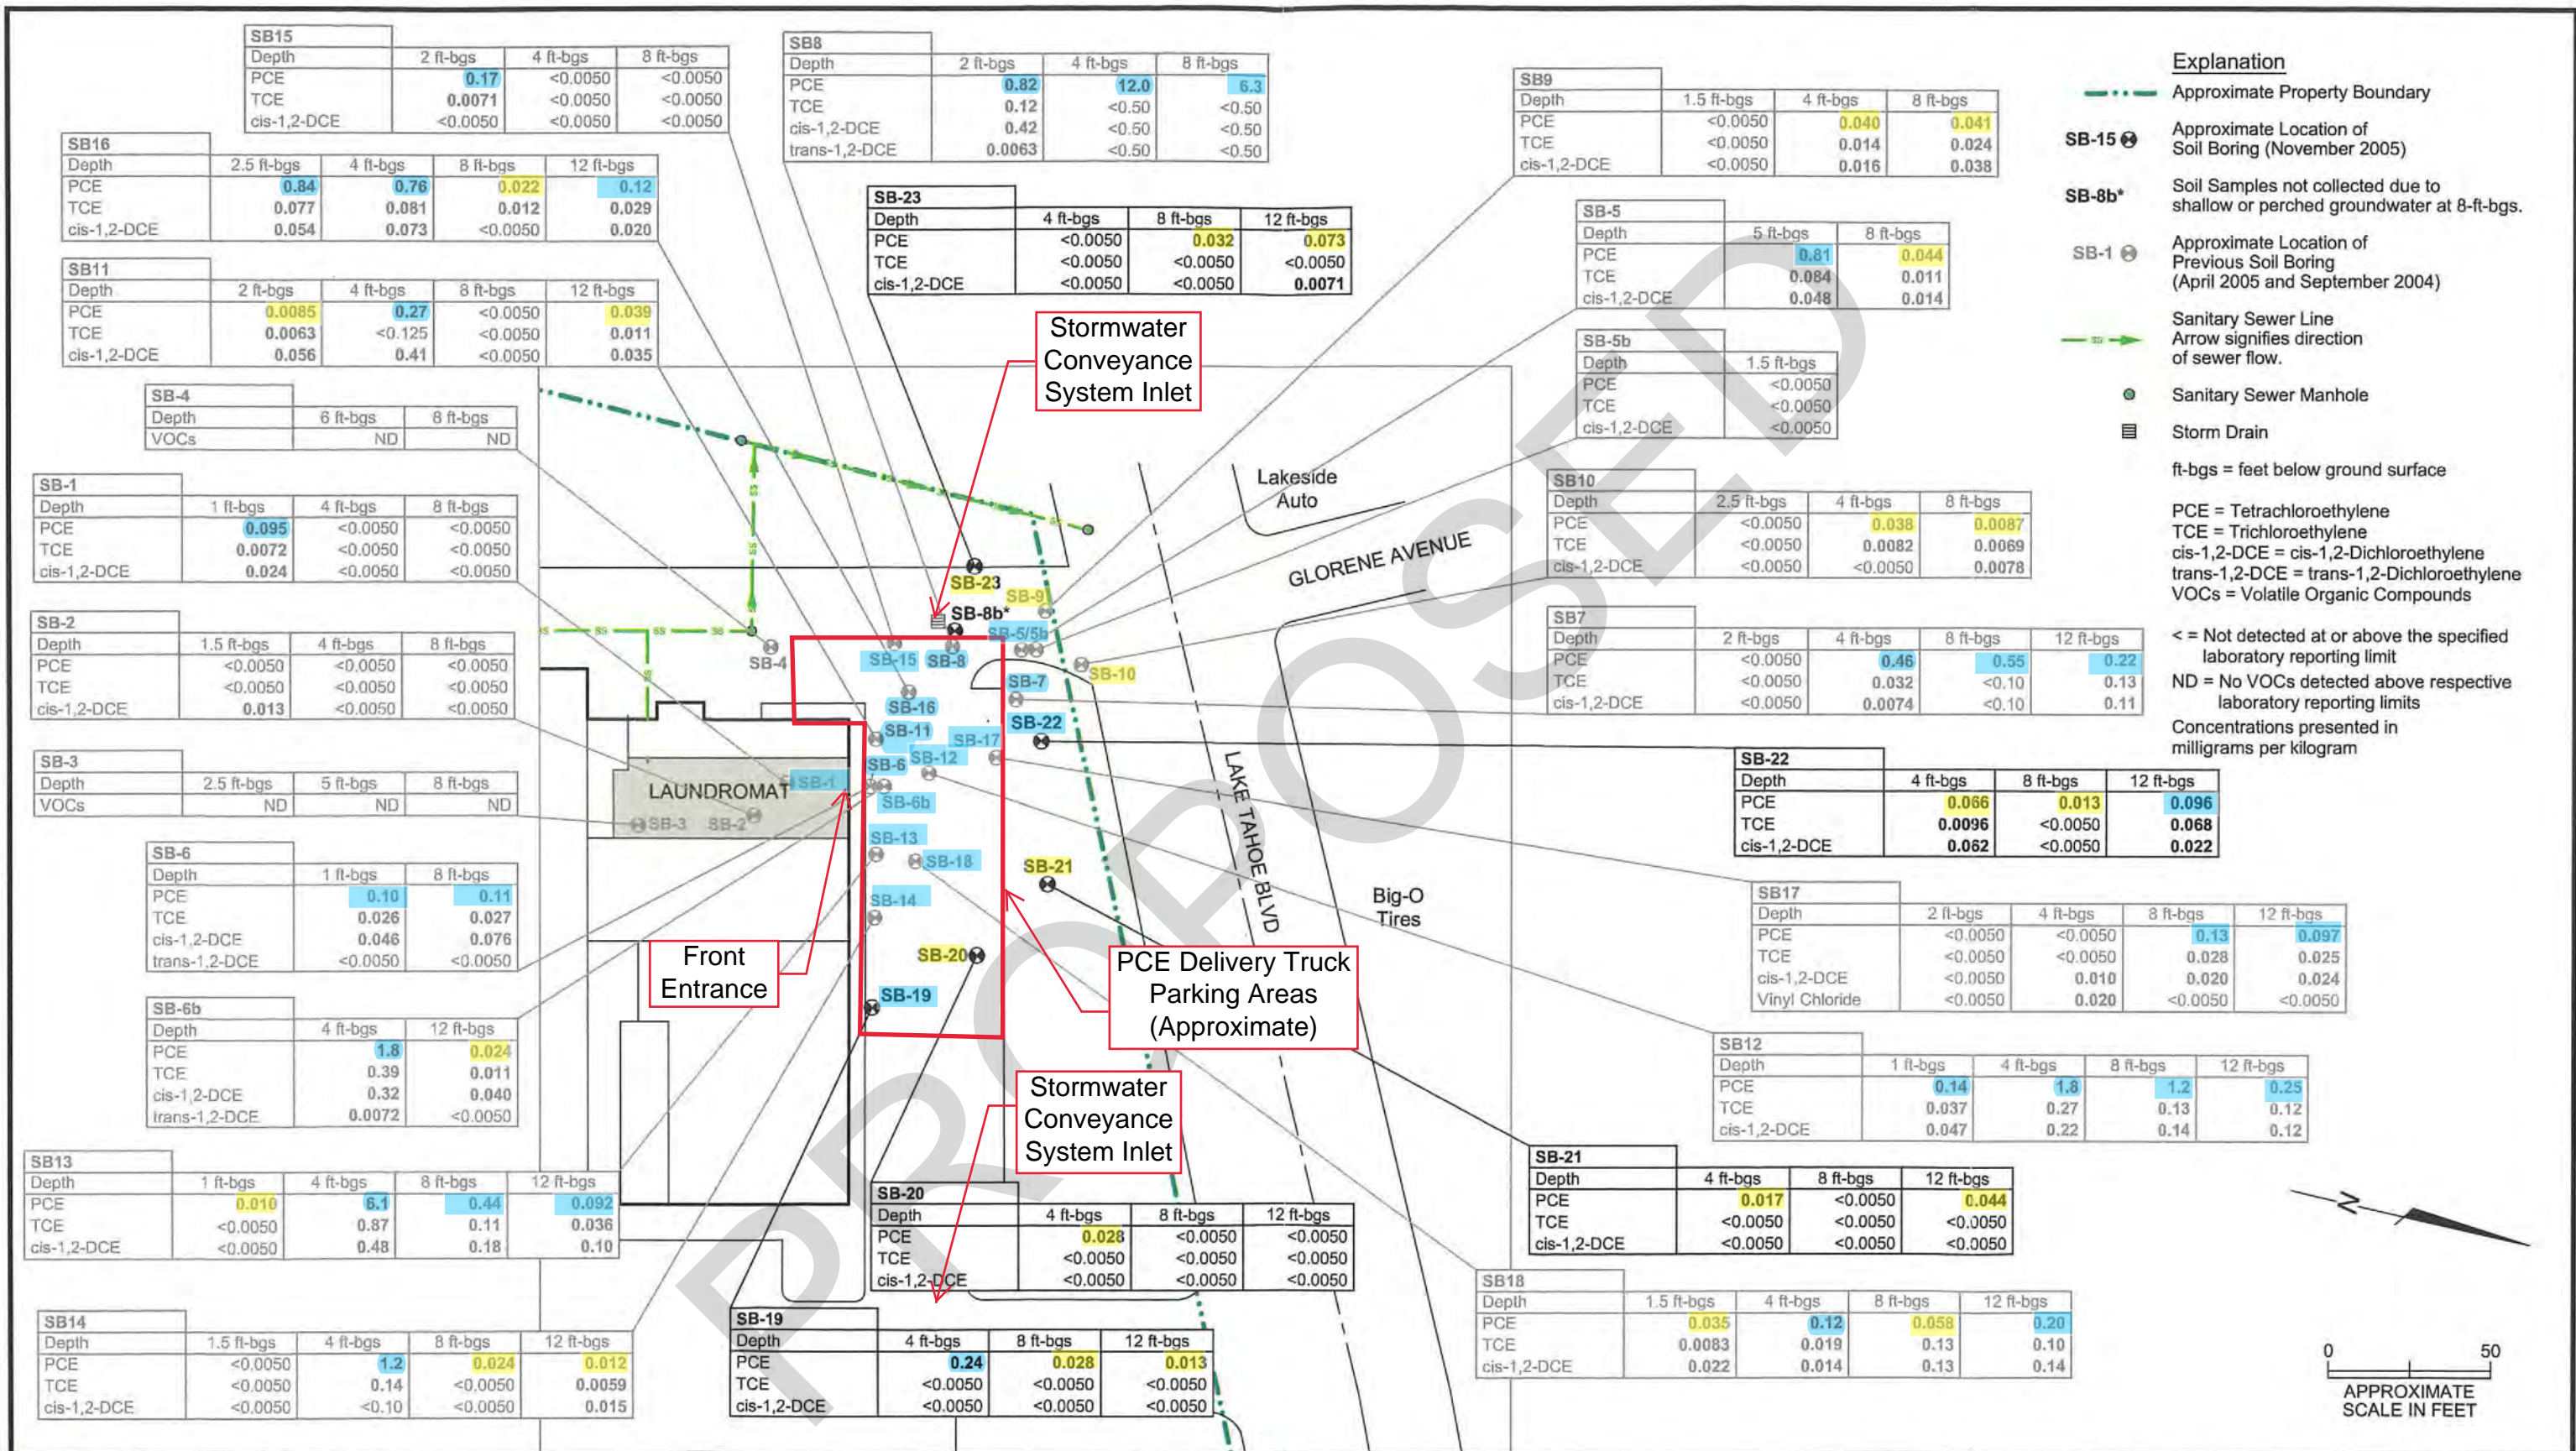 SB15
Depth 2 ft-bgs 4 ft-bgs 8 ft-bgs
PCE 0.17 <0.0050 <0.0050
TCE 0.0071 <0.0050 <0.0050
cis-1,2-DCE <0.0050 <0.0050 <0.0050
SB8
Depth 2 ft-bgs 4 ft-bgs 8 ft-bgs
PCE 0.82 12.0 6.3
TCE 0.12 <0.50 <0.50
cis-1,2-DCE 0.42 <0.50 <0.50
trans-1,2-DCE 0.0063 <0.50 <0.50
SB9
Depth 1.5 ft-bgs 4 ft-bgs 8 ft-bgs
PCE <0.0050 0.040 0.041
TCE <0.0050 0.014 0.024
cis-1,2-DCE <0.0050 0.016 0.038
SB16
Depth 2.5 ft-bgs 4 ft-bgs 8 ft-bgs 12 ft-bgs
PCE 0.84 0.76 0.022 0.12
TCE 0.077 0.081 0.012 0.029
cis-1,2-DCE 0.054 0.073 <0.0050 0.020
SB-23
Depth 4 ft-bgs 8 ft-bgs 12 ft-bgs
PCE <0.0050 0.032 0.073
TCE <0.0050 <0.0050 <0.0050
cis-1,2-DCE <0.0050 <0.0050 0.0071
SB-5
Depth 5 ft-bgs 8 ft-bgs
PCE 0.81 0.044
TCE 0.084 0.011
cis-1,2-DCE 0.048 0.014
SB11
Depth 2 ft-bgs 4 ft-bgs 8 ft-bgs 12 ft-bgs
PCE 0.0085 0.27 <0.0050 0.039
TCE 0.0063 <0.125 <0.0050 0.011
cis-1,2-DCE 0.056 0.41 <0.0050 0.035
SB-5b
Depth 1.5 ft-bgs
PCE <0.0050
TCE <0.0050
cis-1,2-DCE <0.0050
SB-4
Depth 6 ft-bgs 8 ft-bgs
VOCs ND ND
SB-1
Depth 1 ft-bgs 4 ft-bgs 8 ft-bgs
PCE 0.095 <0.0050 <0.0050
TCE 0.0072 <0.0050 <0.0050
cis-1,2-DCE 0.024 <0.0050 <0.0050
SB10
Depth 2.5 ft-bgs 4 ft-bgs 8 ft-bgs
PCE <0.0050 0.038 0.0087
TCE <0.0050 0.0082 0.0069
cis-1,2-DCE <0.0050 <0.0050 0.0078
SB-2
Depth 1.5 ft-bgs 4 ft-bgs 8 ft-bgs
PCE <0.0050 <0.0050 <0.0050
TCE <0.0050 <0.0050 <0.0050
cis-1,2-DCE 0.013 <0.0050 <0.0050
SB7
Depth 2 ft-bgs 4 ft-bgs 8 ft-bgs 12 ft-bgs
PCE <0.0050 0.46 0.55 0.22
TCE <0.0050 0.032 <0.10 0.13
cis-1,2-DCE <0.0050 0.0074 <0.10 0.11
SB-3
Depth 2.5 ft-bgs 5 ft-bgs 8 ft-bgs
VOCs ND ND ND
SB-22
Depth 4 ft-bgs 8 ft-bgs 12 ft-bgs
PCE 0.066 0.013 0.096
TCE 0.0096 <0.0050 0.068
cis-1,2-DCE 0.062 <0.0050 0.022
SB-6
Depth 1 ft-bgs 8 ft-bgs
PCE 0.10 0.11
TCE 0.026 0.027
cis-1,2-DCE 0.046 0.076
trans-1,2-DCE <0.0050 <0.0050
SB17
Depth 2 ft-bgs 4 ft-bgs 8 ft-bgs 12 ft-bgs
PCE <0.0050 <0.0050 0.13 0.097
TCE <0.0050 <0.0050 0.028 0.025
cis-1,2-DCE <0.0050 0.010 0.020 0.024
Vinyl Chloride <0.0050 0.020 <0.0050 <0.0050
SB-6b
Depth 4 ft-bgs 12 ft-bgs
PCE 1.8 0.024
TCE 0.39 0.011
cis-1,2-DCE 0.32 0.040
trans-1,2-DCE 0.0072 <0.0050
SB12
Depth 1 ft-bgs 4 ft-bgs 8 ft-bgs 12 ft-bgs
PCE 0.14 1.8 1.2 0.25
TCE 0.037 0.27 0.13 0.12
cis-1,2-DCE 0.047 0.22 0.14 0.12
SB13
Depth 1 ft-bgs 4 ft-bgs 8 ft-bgs 12 ft-bgs
PCE 0.010 6.1 0.44 0.092
TCE <0.0050 0.87 0.11 0.036
cis-1,2-DCE <0.0050 0.48 0.18 0.10
SB-20
Depth 4 ft-bgs 8 ft-bgs 12 ft-bgs
PCE 0.028 <0.0050 <0.0050
TCE <0.0050 <0.0050 <0.0050
cis-1,2-DCE <0.0050 <0.0050 <0.0050
SB-21
Depth 4 ft-bgs 8 ft-bgs 12 ft-bgs
PCE 0.017 <0.0050 0.044
TCE <0.0050 <0.0050 <0.0050
cis-1,2-DCE <0.0050 <0.0050 <0.0050
SB14
Depth 1.5 ft-bgs 4 ft-bgs 8 ft-bgs 12 ft-bgs
PCE <0.0050 1.2 0.024 0.012
TCE <0.0050 0.14 <0.0050 0.0059
cis-1,2-DCE <0.0050 <0.10 <0.0050 0.015
SB-19
Depth 4 ft-bgs 8 ft-bgs 12 ft-bgs
PCE 0.24 0.028 0.013
TCE <0.0050 <0.0050 <0.0050
cis-1,2-DCE <0.0050 <0.0050 <0.0050
SB18
Depth 1.5 ft-bgs 4 ft-bgs 8 ft-bgs 12 ft-bgs
PCE 0.035 0.12 0.058 0.20
TCE 0.0083 0.019 0.13 0.10
cis-1,2-DCE 0.022 0.014 0.13 0.14
Stormwater
Conveyance
System Inlet
Lakeside
Auto
GLORENE AVENUE
LAKE TAHOE BLVD
Big-O
Tires
SB-23
SB-9
SB-8b*
SB-5/5b
SB-4
SB-15
SB-8
SB-10
SB-7
SB-16
SB-22
SB-11
SB-17
SB-12
SB-6
SB-1
LAUNDROMAT
SB-6b
SB-3
SB-2
SB-13
SB-18
SB-21
SB-14
SB-20
SB-19
ss
ss
ss
ss
ss
ss
ss
ss
ss
Front
Entrance
PCE Delivery Truck
Parking Areas
(Approximate)
Stormwater
Conveyance
System Inlet
PROPOSED
Explanation
Approximate Property Boundary
SB-15
Approximate Location of
Soil Boring (November 2005)
SB-8b*
Soil Samples not collected due to
shallow or perched groundwater at 8-ft-bgs.
SB-1
Approximate Location of
Previous Soil Boring
(April 2005 and September 2004)
ss
Sanitary Sewer Line
Arrow signifies direction
of sewer flow.
Sanitary Sewer Manhole
Storm Drain
ft-bgs = feet below ground surface
PCE = Tetrachloroethylene
TCE = Trichloroethylene
cis-1,2-DCE = cis-1,2-Dichloroethylene
trans-1,2-DCE = trans-1,2-Dichloroethylene
VOCs = Volatile Organic Compounds
< = Not detected at or above the specified
laboratory reporting limit
ND = No VOCs detected above respective
laboratory reporting limits
Concentrations presented in
milligrams per kilogram
N
0 50
APPROXIMATE
SCALE IN FEET